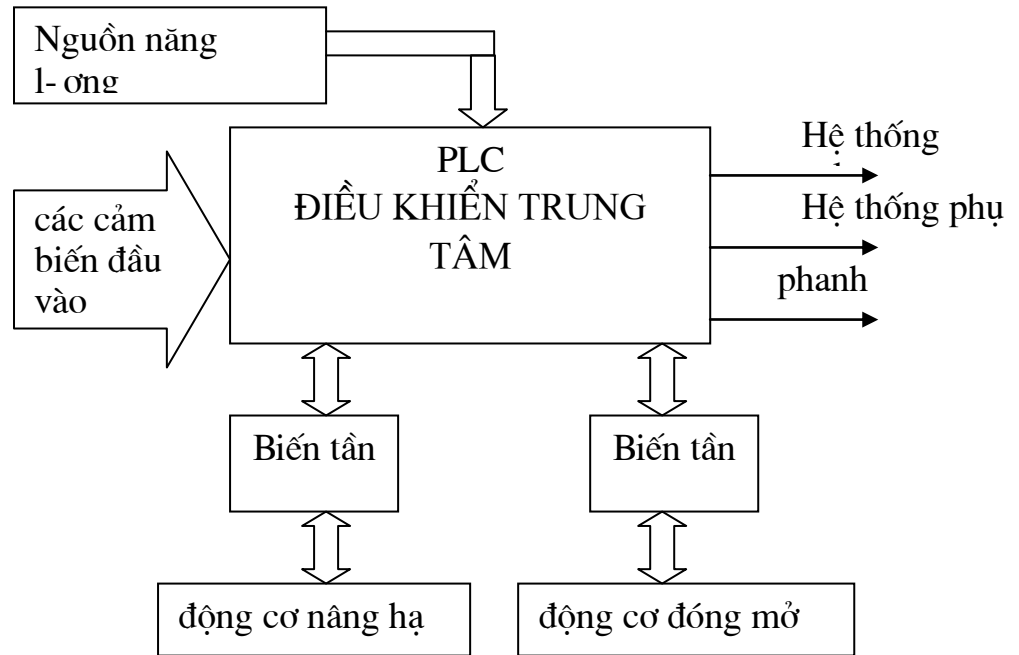 Nguồn năng
l- ơng
PLC
ĐIỀU KHIỂN TRUNG
TÂM
các cảm
biến đầu
vào
Hệ thống
Hệ thống phụ
phanh
Biến tần
Biến tần
động cơ nâng hạ
động cơ đóng mở